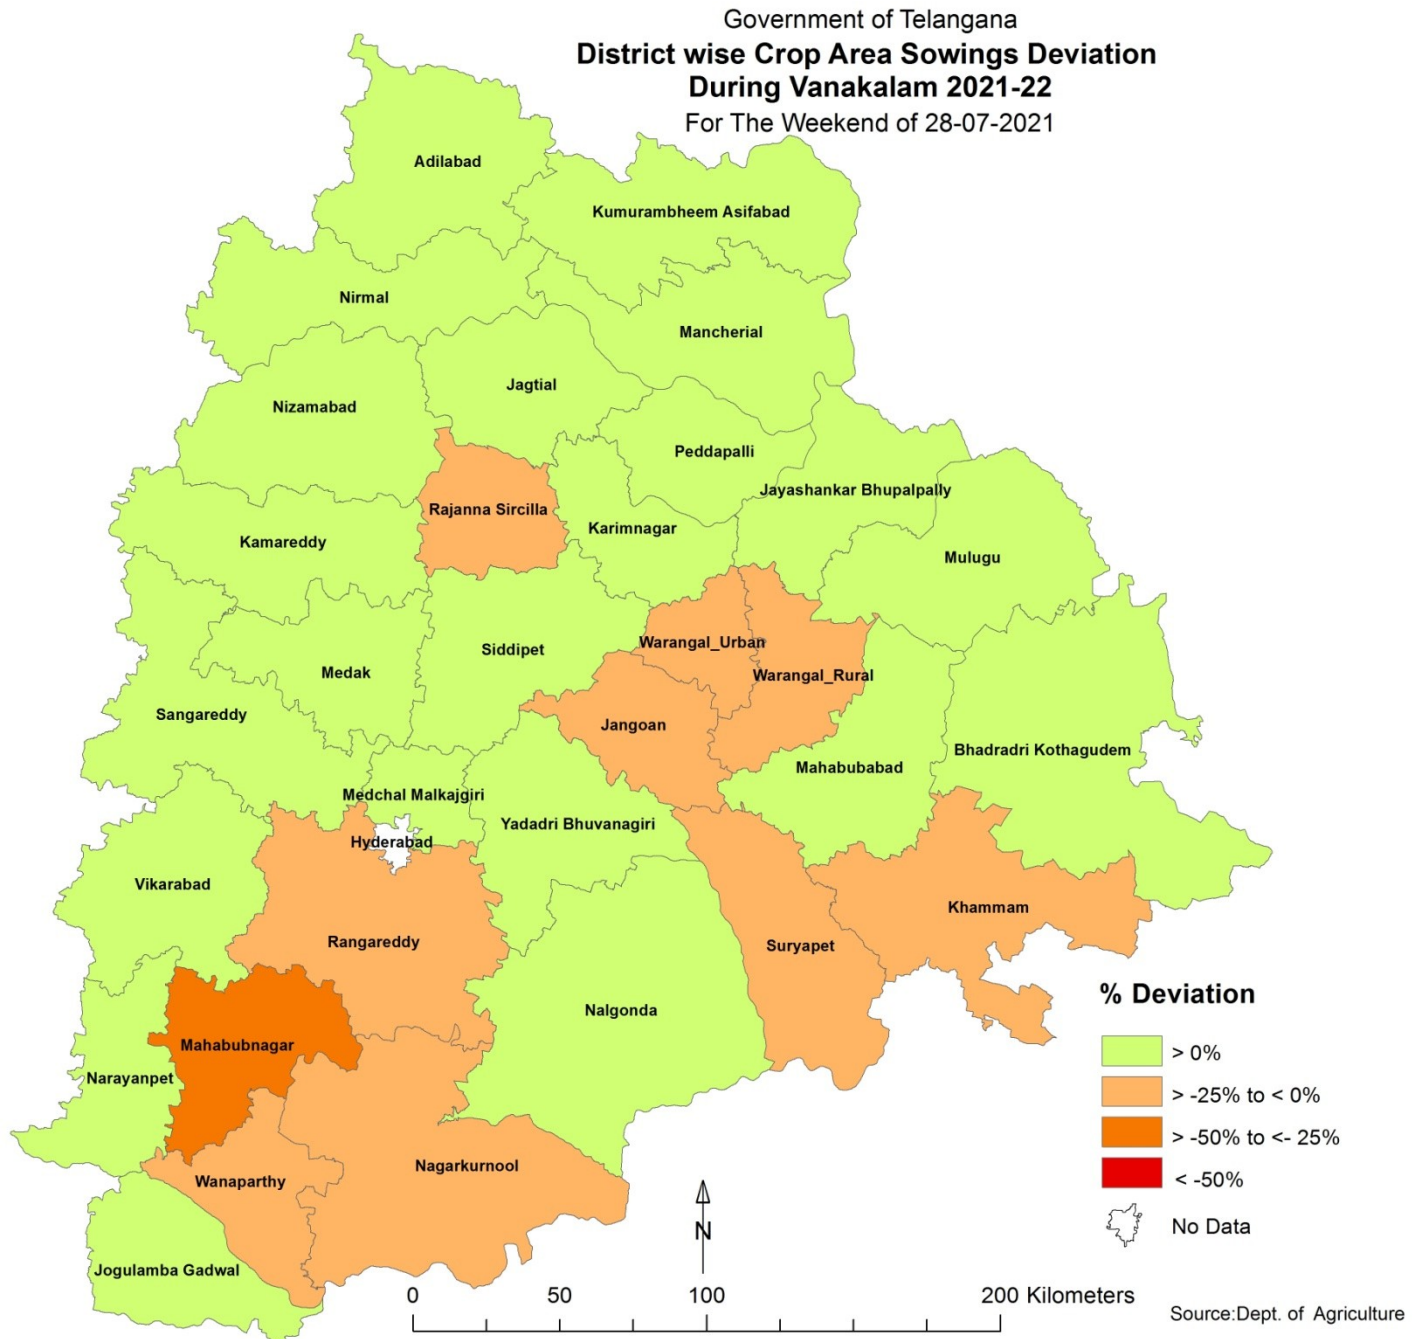 Government of Telangana
District wise Crop Area Sowings Deviation
During Vanakalam 2021-22
For The Weekend of 28-07-2021
Adilabad
Kumurambheem Asifabad
Nirmal
Mancherial
Jagtial
Nizamabad
Peddapalli
Jayashankar Bhupalpally
Rajanna Sircilla
Karimnagar
Kamareddy
Mulugu
Warangal_Urban
Siddipet
Medak
Warangal_Rural
Sangareddy
Jangoan
Bhadradri Kothagudem
Mahabubabad
Medchal Malkajgiri
Yadadri Bhuvanagiri
Hyderabad
Vikarabad
Khammam
Rangareddy
Suryapet
Nalgonda
Mahabubnagar
Narayanpet
Nagarkurnool
Wanaparthy
Jogulamba Gadwal
% Deviation
> 0%
> -25% to < 0%
> -50% to <- 25%
< -50%
No Data
N
0 50 100 200 Kilometers
Source:Dept. of Agriculture